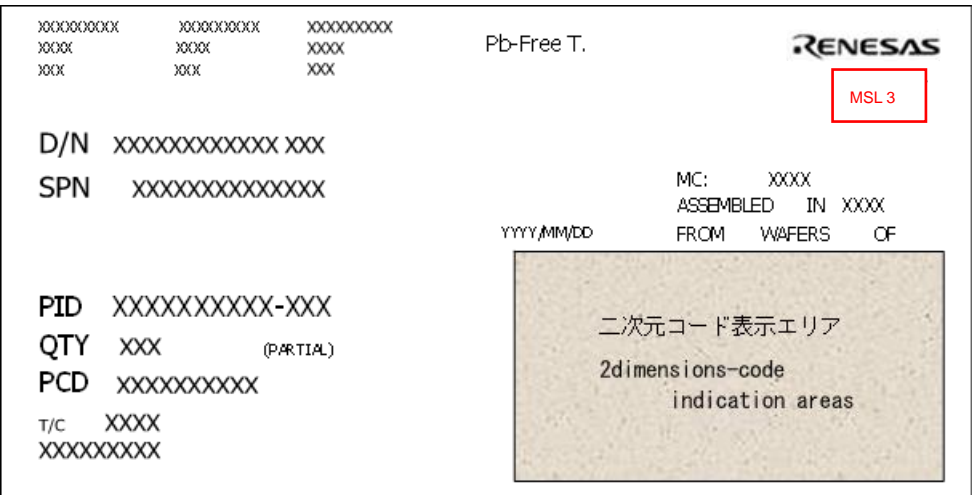 XXXXXXXXX XXXXXXXXX XXXXXXXXX
XXXX XXXX XXXX
XXX XXX XXX
Pb-Free T.
RENESAS
MSL 3
D/N XXXXXXXXXXXX XXX
SPN XXXXXXXXXXXXXX
MC: XXXX
ASSEMBLED IN XXXX
YYYY/MM/DD FROM WAFERS OF
PID XXXXXXXXXX-XXX
QTY XXX (PARTIAL)
PCD XXXXXXXXXX
T/C XXXX
XXXXXXXXX
二次元コード表示エリア
2dimensions-code
indication areas